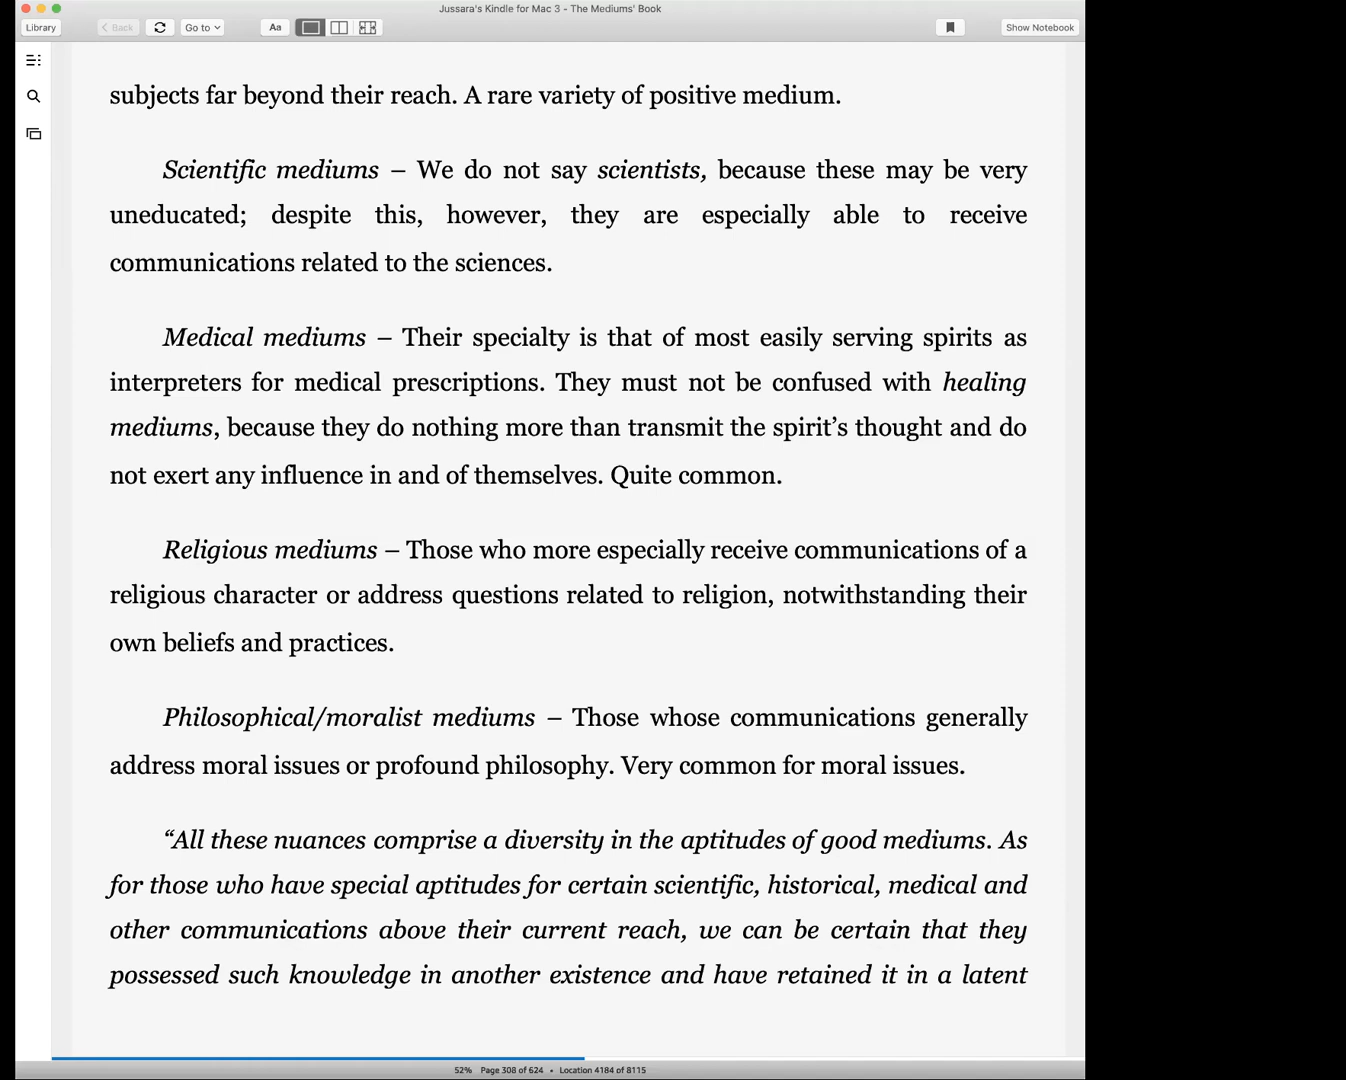 Jussara's Kindle for Mac 3 - The Mediums' Book
Library
Back
Go to
Aa
Show Notebook
subjects far beyond their reach. A rare variety of positive medium.
Scientific mediums – We do not say scientists, because these may be very
uneducated; despite this, however, they are especially able to receive
communications related to the sciences.
Medical mediums – Their specialty is that of most easily serving spirits as
interpreters for medical prescriptions. They must not be confused with healing
mediums, because they do nothing more than transmit the spirit’s thought and do
not exert any influence in and of themselves. Quite common.
Religious mediums – Those who more especially receive communications of a
religious character or address questions related to religion, notwithstanding their
own beliefs and practices.
Philosophical/moralist mediums – Those whose communications generally
address moral issues or profound philosophy. Very common for moral issues.
“All these nuances comprise a diversity in the aptitudes of good mediums. As
for those who have special aptitudes for certain scientific, historical, medical and
other communications above their current reach, we can be certain that they
possessed such knowledge in another existence and have retained it in a latent
52% Page 308 of 624 • Location 4184 of 8115